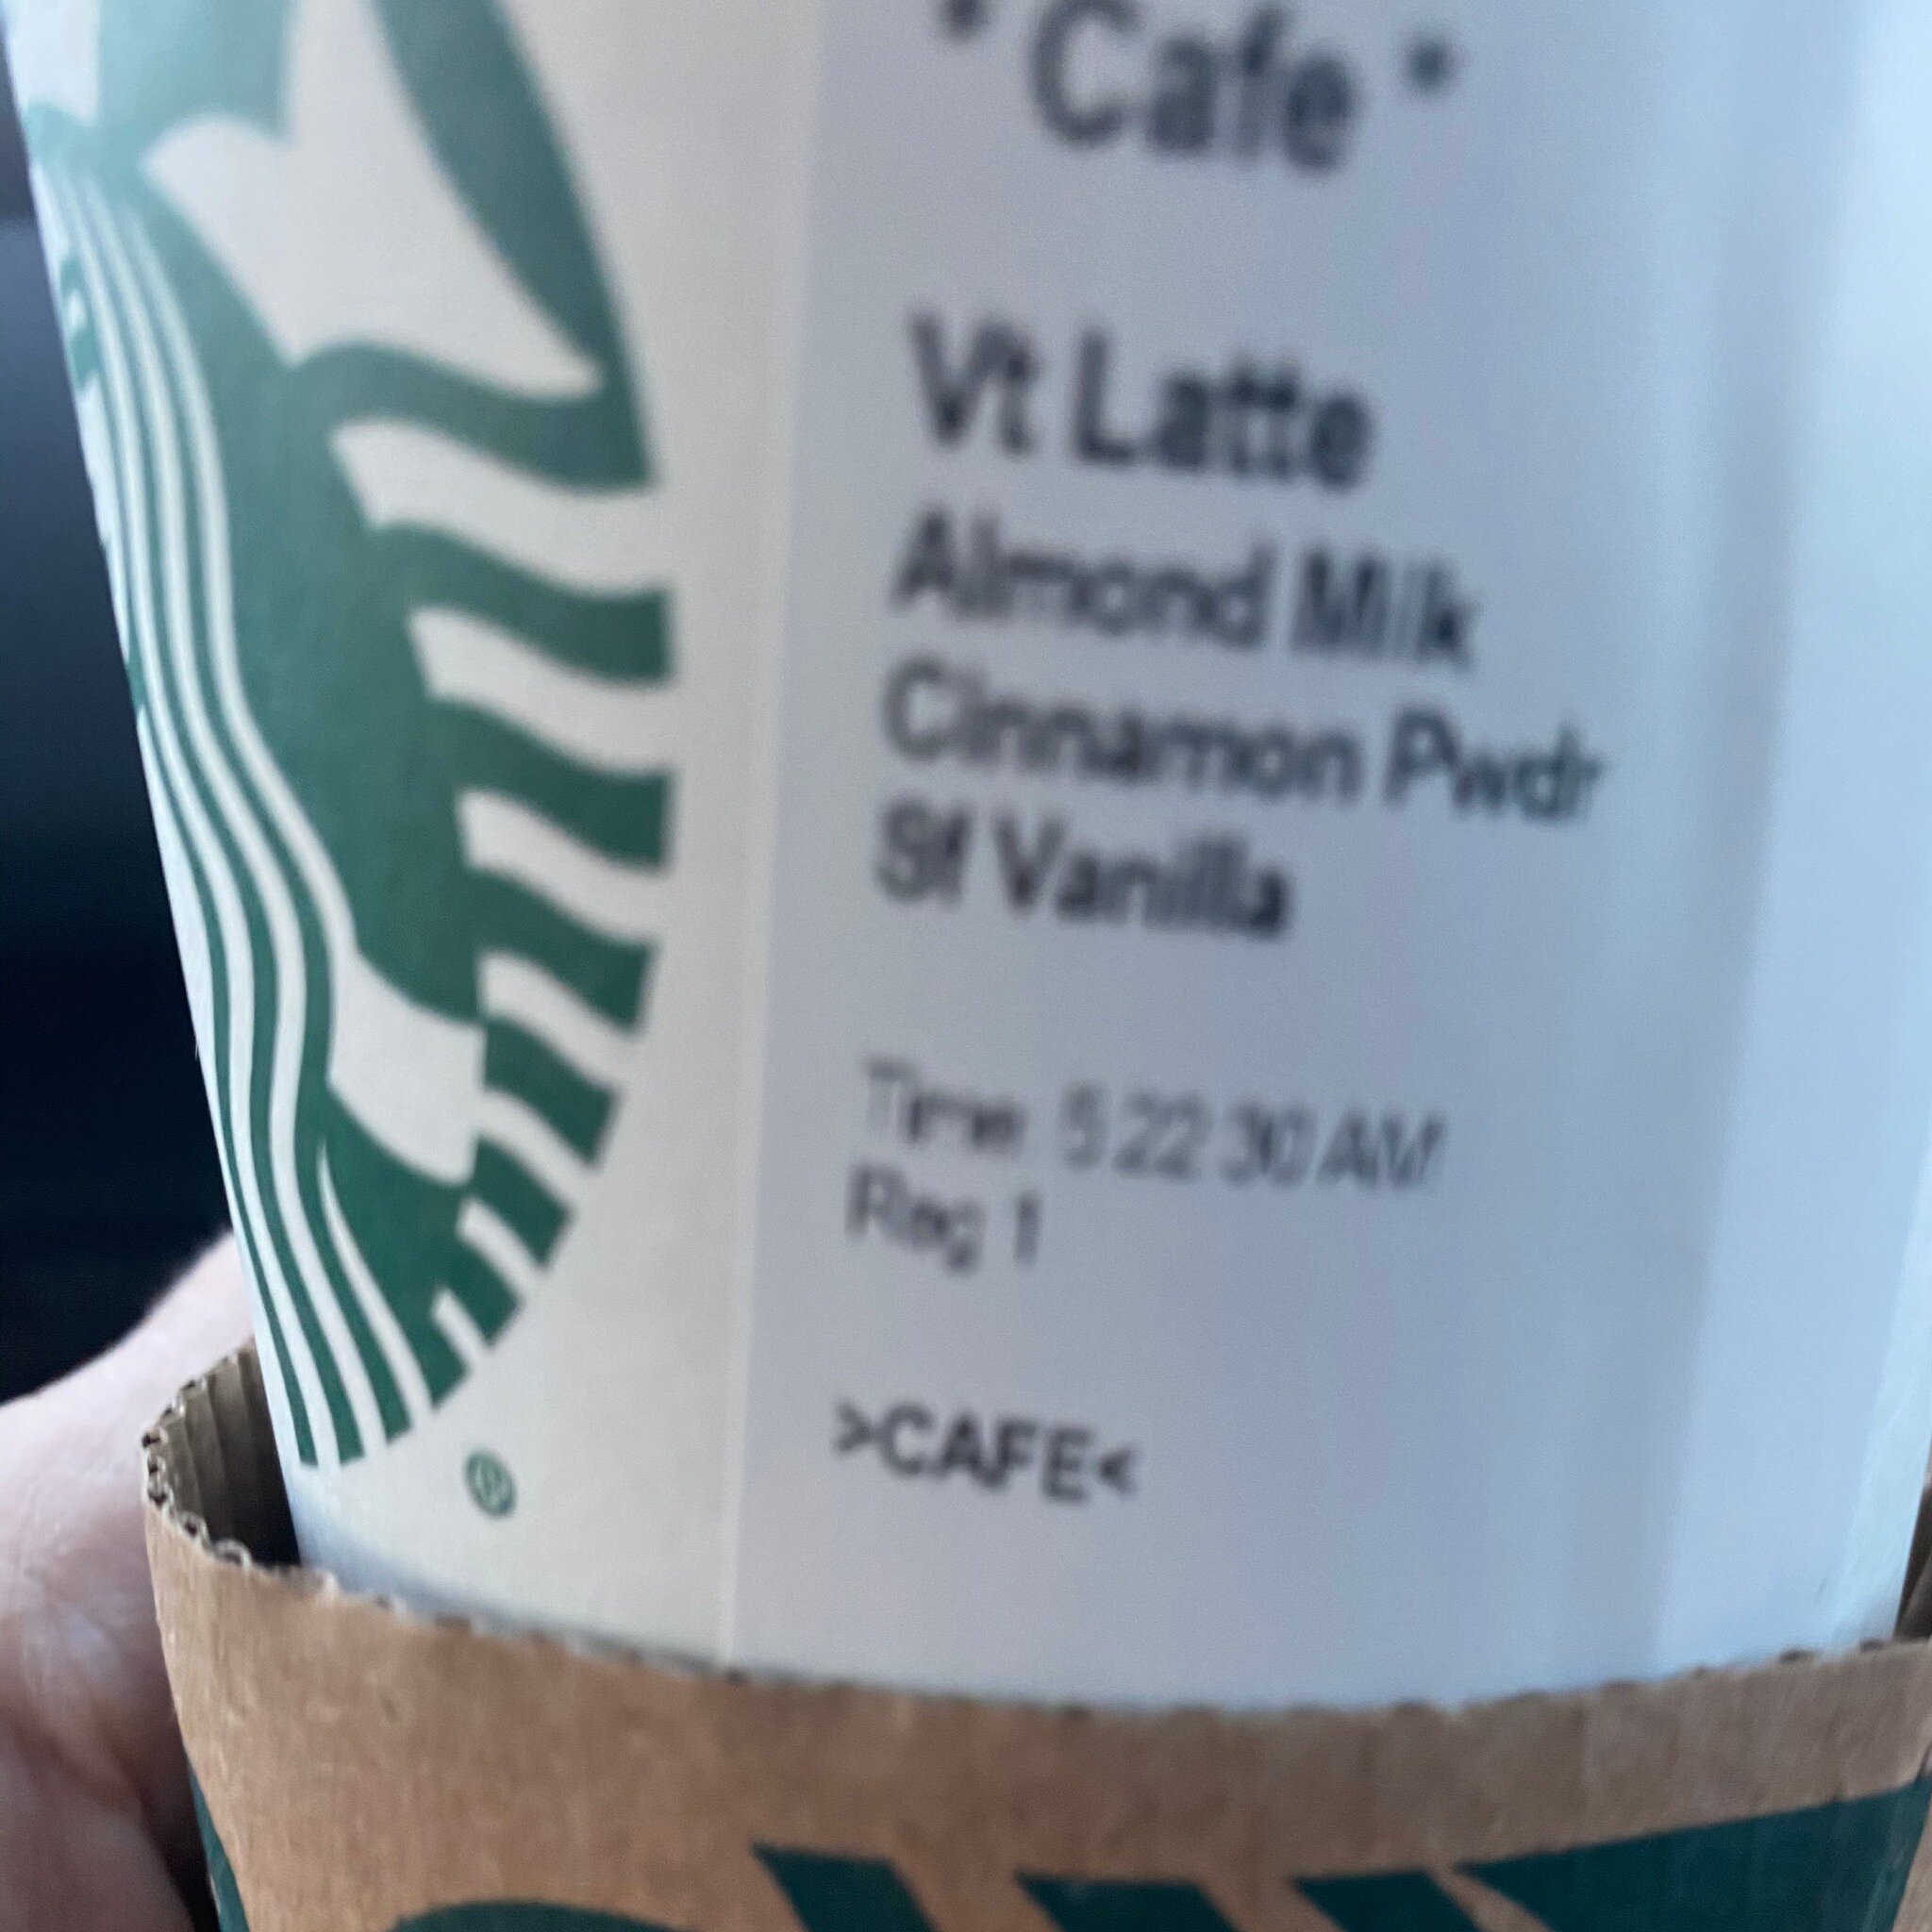 * Cafe *
Vt Latte
Almond Milk
Cinnamon Pwdr
Sf Vanilla
Time: 5:22:30 AM
Reg: 1
>CAFE<
®